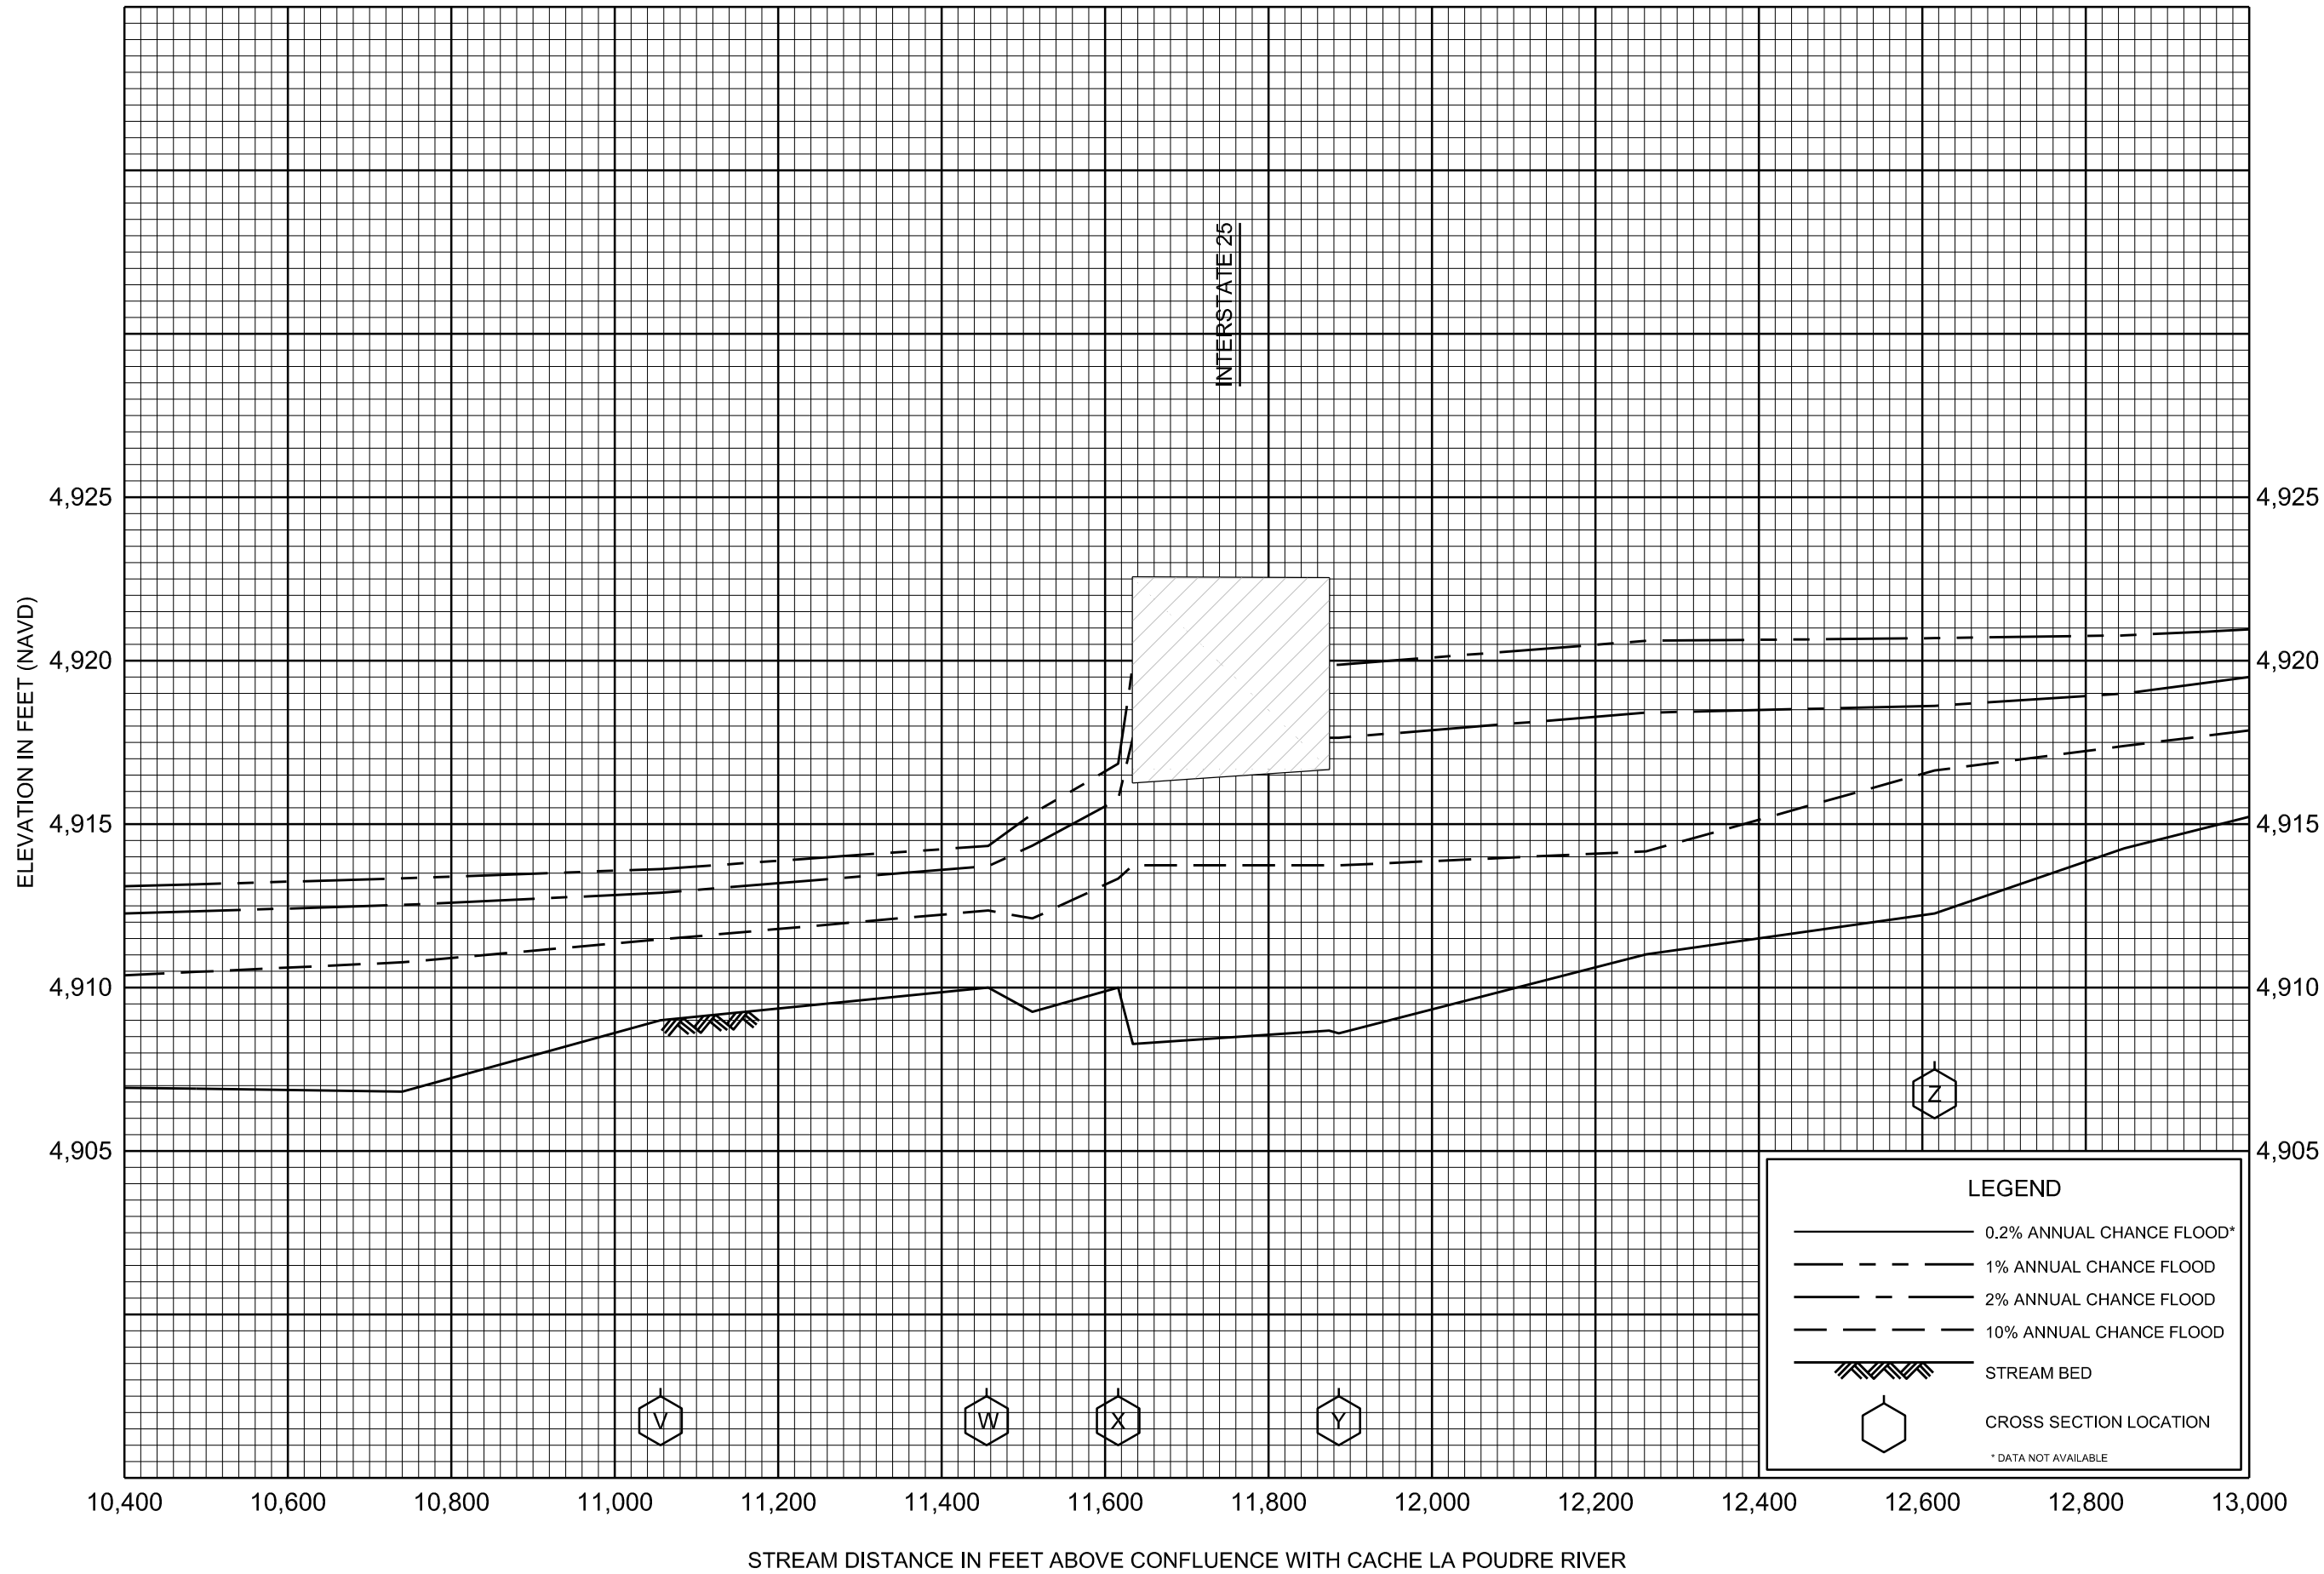 INTERSTATE 25
ELEVATION IN FEET (NAVD)
4,925
4,920
4,915
4,910
4,905
4,925
4,920
4,915
4,910
4,905
Z
V
W
X
Y
LEGEND
0.2% ANNUAL CHANCE FLOOD*
1% ANNUAL CHANCE FLOOD
2% ANNUAL CHANCE FLOOD
10% ANNUAL CHANCE FLOOD
STREAM BED
CROSS SECTION LOCATION
* DATA NOT AVAILABLE
10,400 10,600 10,800 11,000 11,200 11,400 11,600 11,800 12,000 12,200 12,400 12,600 12,800 13,000
STREAM DISTANCE IN FEET ABOVE CONFLUENCE WITH CACHE LA POUDRE RIVER